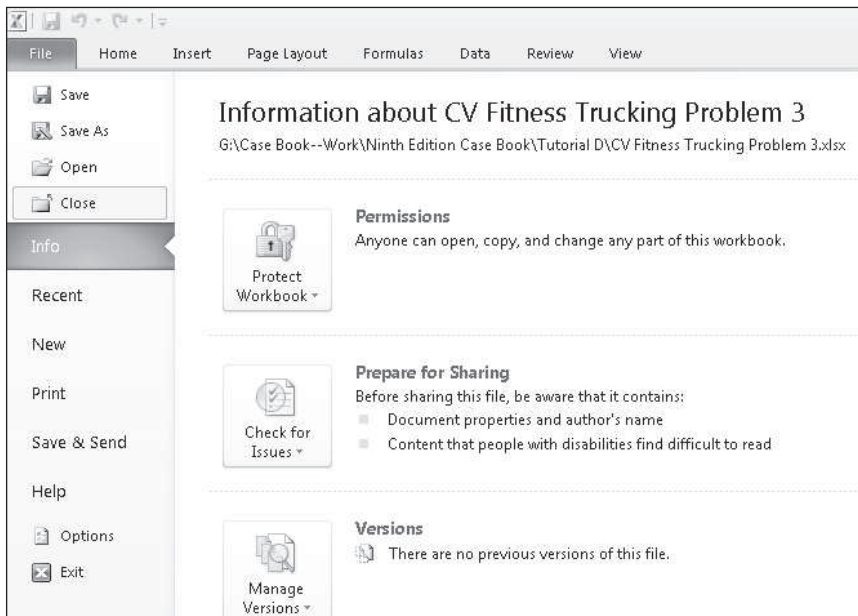 File Home Insert Page Layout Formulas Data Review View
Save
Save As
Open
Close
Info
Recent
New
Print
Save & Send
Help
Options
Exit
Information about CV Fitness Trucking Problem 3
G:\Case Book--Work\Ninth Edition Case Book\Tutorial D\CV Fitness Trucking Problem 3.xlsx
Protect
Workbook
Permissions
Anyone can open, copy, and change any part of this workbook.
Check for
Issues
Prepare for Sharing
Before sharing this file, be aware that it contains:
Document properties and author's name
Content that people with disabilities find difficult to read
Manage
Versions
Versions
There are no previous versions of this file.